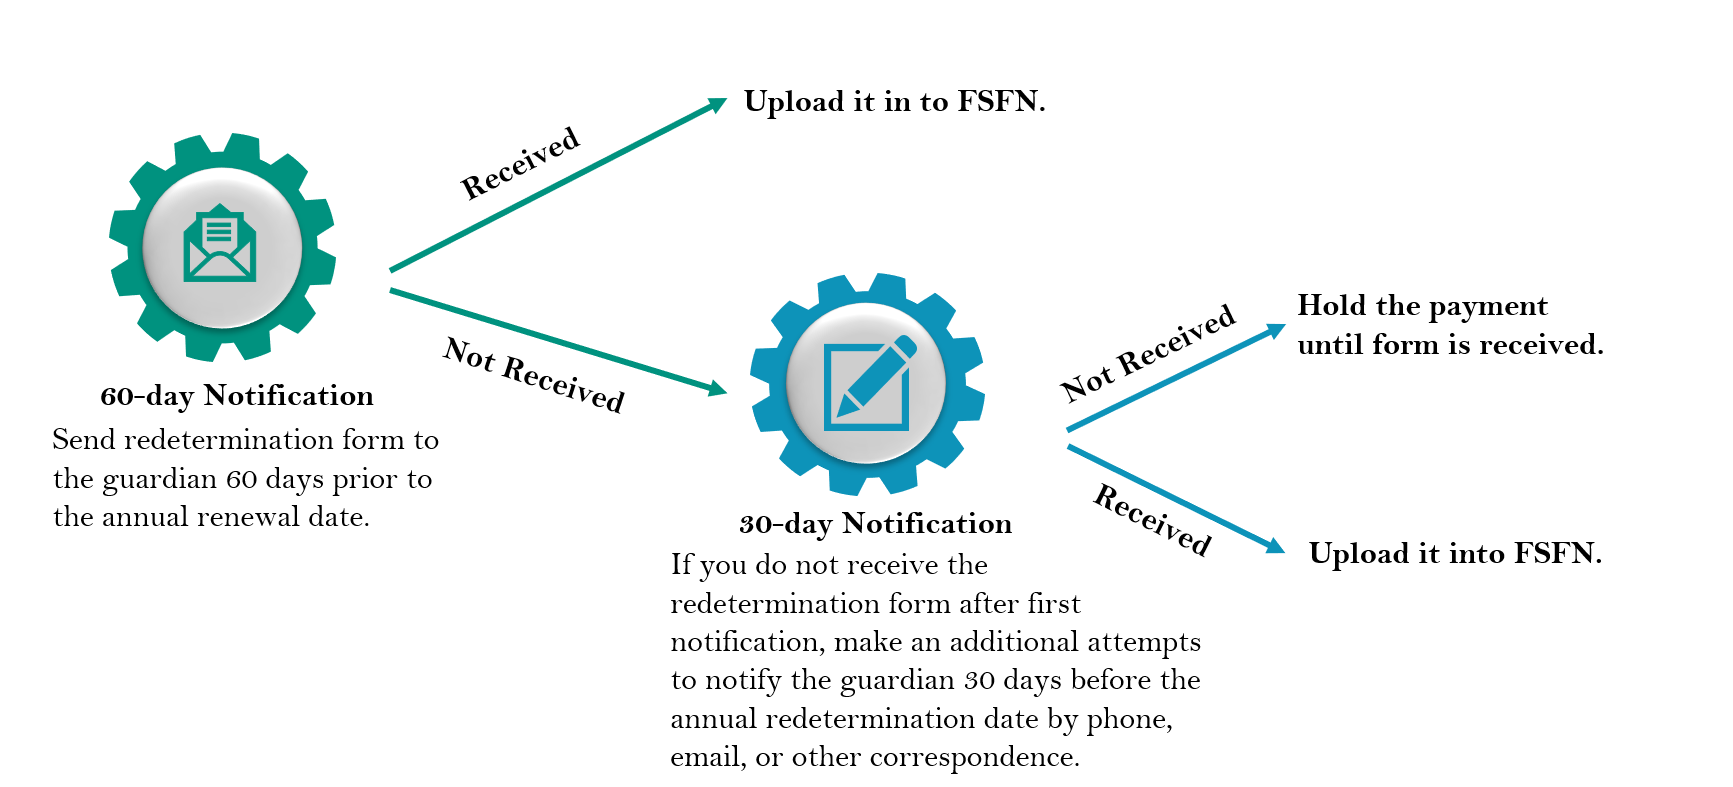 Upload it in to FSFN.
Received
Not Received
60-day Notification
Send redetermination form to
the guardian 60 days prior to
the annual renewal date.
30-day Notification
If you do not receive the
redetermination form after first
notification, make an additional attempts
to notify the guardian 30 days before the
annual redetermination date by phone,
email, or other correspondence.
Not Received
Hold the payment
until form is received.
Received
Upload it into FSFN.